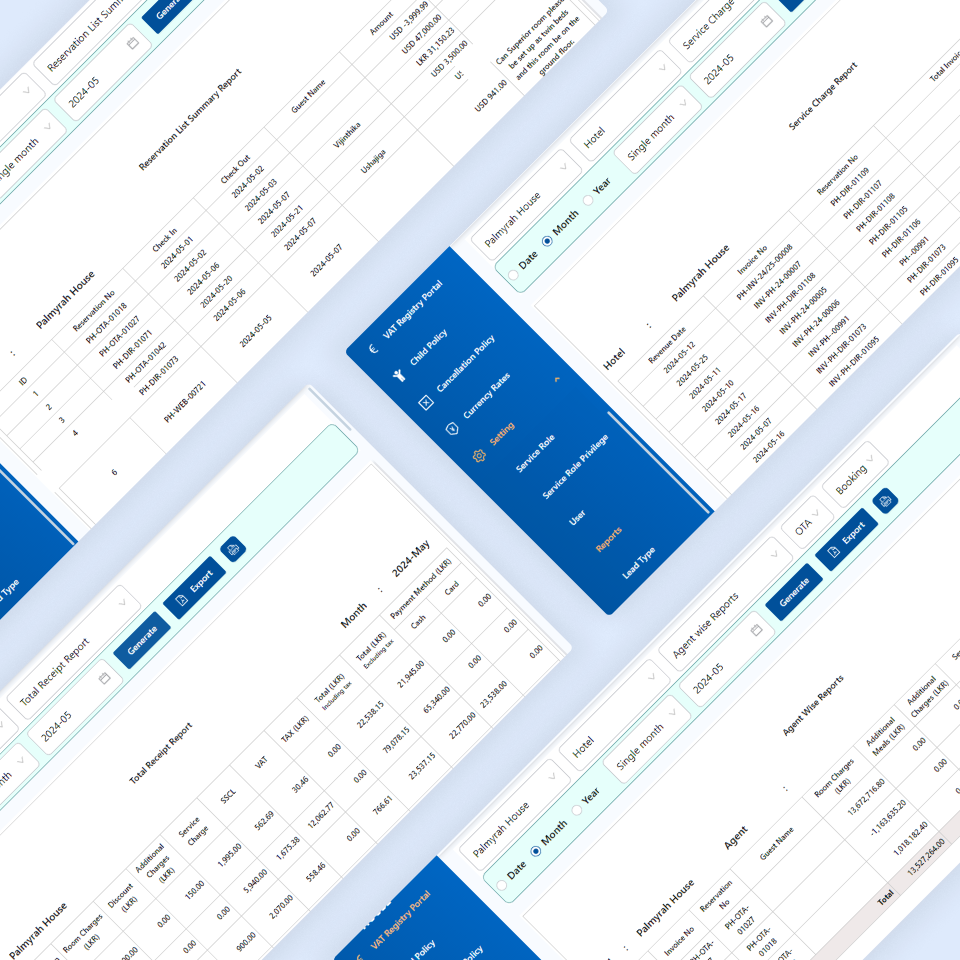 Reservation List Summ
Generate
2024-05
ngle month
Reservation List Summary Report
Palmyrah House
:
ID
Reservation No
Check In
Check Out
Guest Name
Amount
1
PH-OTA-01018
2024-05-01
2024-05-02
USD -3,999.99
2
PH-OTA-01027
2024-05-02
2024-05-03
USD 47,000.00
3
PH-DIR-01071
2024-05-06
2024-05-07
LKR 31,150.23
4
PH-OTA-01042
2024-05-20
2024-05-21
Vijinthika
USD 3,500.00
PH-DIR-01073
2024-05-06
2024-05-07
Ushajiga
6
PH-WEB-00721
2024-05-05
2024-05-07
USD 941.00
Can Superior room please
be set up as twin beds
and this room be on the
ground floor.
d Type
Palmyrah House
Hotel
Service Charge
Date
Month
Year
Single month
2024-05
Service Charge Report
Palmyrah House
Hotel
:
Revenue Date
Invoice No
Reservation No
Total Invoic
2024-05-12
PH-INV-24/25-00008
PH-DIR-01109
2024-05-25
INV-PH-24-00007
PH-DIR-01107
2024-05-11
INV-PH-DIR-01108
PH-DIR-01108
2024-05-10
INV-PH-24-00005
PH-DIR-01105
2024-05-17
INV-PH-24-00006
PH-DIR-01106
2024-05-16
INV-PH--00991
PH--00991
2024-05-07
INV-PH-DIR-01073
PH-DIR-01073
2024-05-16
INV-PH-DIR-01095
PH-DIR-01095
VAT Registry Portal
Child Policy
Cancellation Policy
Currency Rates
Setting
Service Role
Service Role Privilege
User
Reports
Lead Type
Total Receipt Report
onth
2024-05
Generate
Export
Total Receipt Report
Palmyrah House
Month
:
2024-May
Room Charges
(LKR)
Discount
(LKR)
Additional
Charges
(LKR)
Service
Charge
SSCL
VAT
TAX (LKR)
Total (LKR)
Including tax
Total (LKR)
Excluding tax
Payment Method (LKR)
Cash
Card
0.00
150.00
1,995.00
562.69
30.46
0.00
22,538.15
21,945.00
0.00
0.00
0.00
0.00
5,940.00
1,675.38
12,062.77
0.00
79,078.15
65,340.00
0.00
0.00
900.00
2,070.00
558.46
0.00
766.61
23,537.15
22,770.00
23,538.00
0.00
Palmyrah House
Hotel
Agent wise Reports
OTA
Booking
Date
Month
Year
Single month
2024-05
Generate
Export
Agent Wise Reports
Palmyrah House
:
Agent
:
Invoice No
Reservation
No
Guest Name
Room Charges
(LKR)
Additional
Meals (LKR)
Additional
Charges (LKR)
PH-OTA-
01027
13,672,716.80
0.00
PH-OTA-
01018
-1,163,635.20
0.00
1,018,182.40
Total
13,527,264.00
VAT Registry Portal
Policy